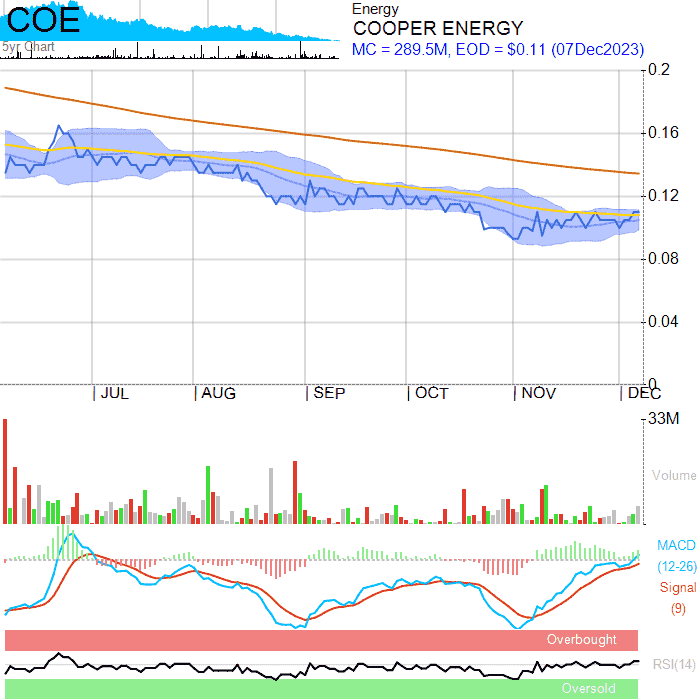 COE
5yr Chart
Energy
COOPER ENERGY
MC = 289.5M, EOD = $0.11 (07Dec2023)
0.2
0.16
0.12
0.08
0.04
0
JUL AUG SEP OCT NOV DEC
33M
Volume
MACD
(12-26)
Signal
(9)
Overbought
RSI(14)
Oversold